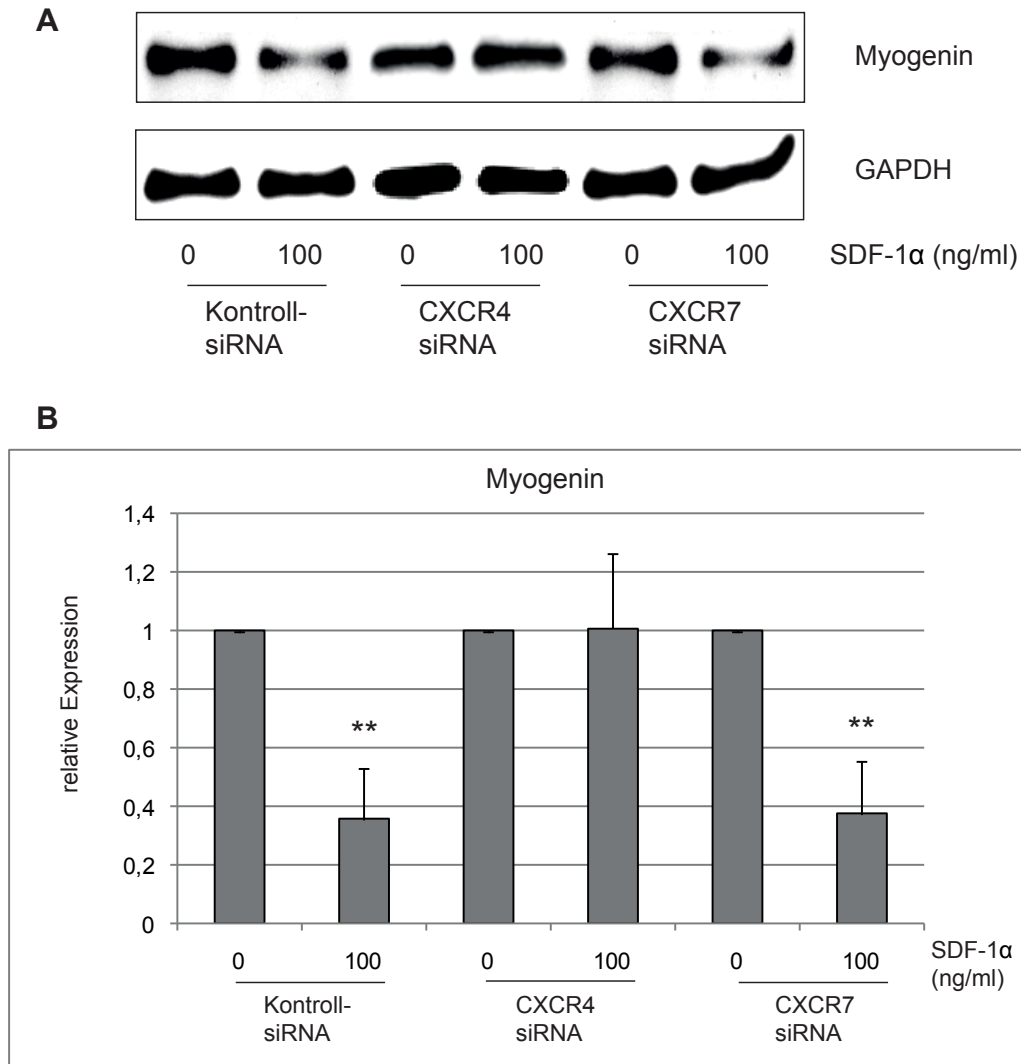 A
Myogenin
GAPDH
0 100 0 100 0 100 SDF-1α (ng/ml)
Kontroll-
siRNA
CXCR4
siRNA
CXCR7
siRNA
B
Myogenin
relative Expression
1,4
1,2
1
0,8
0,6
0,4
0,2
0
**
**
0 100 0 100 0 100
SDF-1α
(ng/ml)
Kontroll-
siRNA
CXCR4
siRNA
CXCR7
siRNA